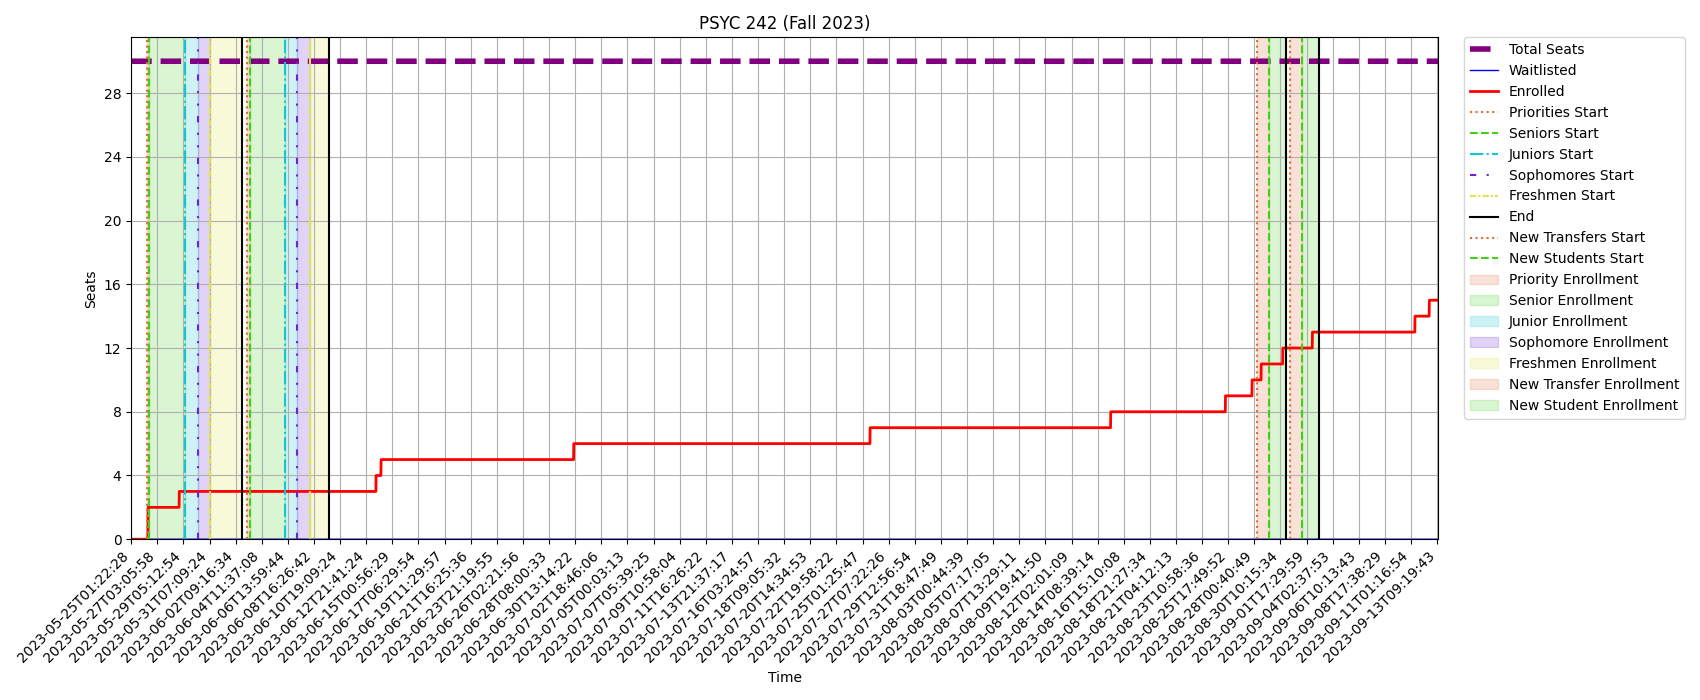 PSYC 242 (Fall 2023)
Seats
28
24
20
16
12
8
4
0
2023-05-25T01:22:28
2023-05-27T03:05:58
2023-05-29T05:12:54
2023-05-31T07:09:24
2023-06-02T09:16:34
2023-06-04T11:37:08
2023-06-06T13:59:44
2023-06-08T16:26:42
2023-06-10T19:09:24
2023-06-12T21:41:24
2023-06-15T00:56:29
2023-06-17T06:29:54
2023-06-19T11:29:57
2023-06-21T16:25:36
2023-06-23T21:19:55
2023-06-26T02:21:56
2023-06-28T08:00:33
2023-06-30T13:14:22
2023-07-02T18:46:06
2023-07-05T00:03:13
2023-07-07T05:39:25
2023-07-09T10:58:04
2023-07-11T16:26:22
2023-07-13T21:37:17
2023-07-16T03:24:57
2023-07-18T09:05:32
2023-07-20T14:34:53
2023-07-22T19:58:22
2023-07-25T01:25:47
2023-07-27T07:22:26
2023-07-29T12:56:54
2023-07-31T18:47:49
2023-08-03T00:44:39
2023-08-05T07:17:05
2023-08-07T13:29:11
2023-08-09T19:41:50
2023-08-12T02:01:09
2023-08-14T08:39:14
2023-08-16T15:10:08
2023-08-18T21:27:34
2023-08-21T04:12:13
2023-08-23T10:58:36
2023-08-25T17:49:52
2023-08-28T00:40:49
2023-08-30T10:15:34
2023-09-01T17:29:59
2023-09-04T02:37:53
2023-09-06T10:13:43
2023-09-08T17:38:29
2023-09-11T01:16:54
2023-09-13T09:19:43
Time
Total Seats
Waitlisted
Enrolled
Priorities Start
Seniors Start
Juniors Start
Sophomores Start
Freshmen Start
End
New Transfers Start
New Students Start
Priority Enrollment
Senior Enrollment
Junior Enrollment
Sophomore Enrollment
Freshmen Enrollment
New Transfer Enrollment
New Student Enrollment